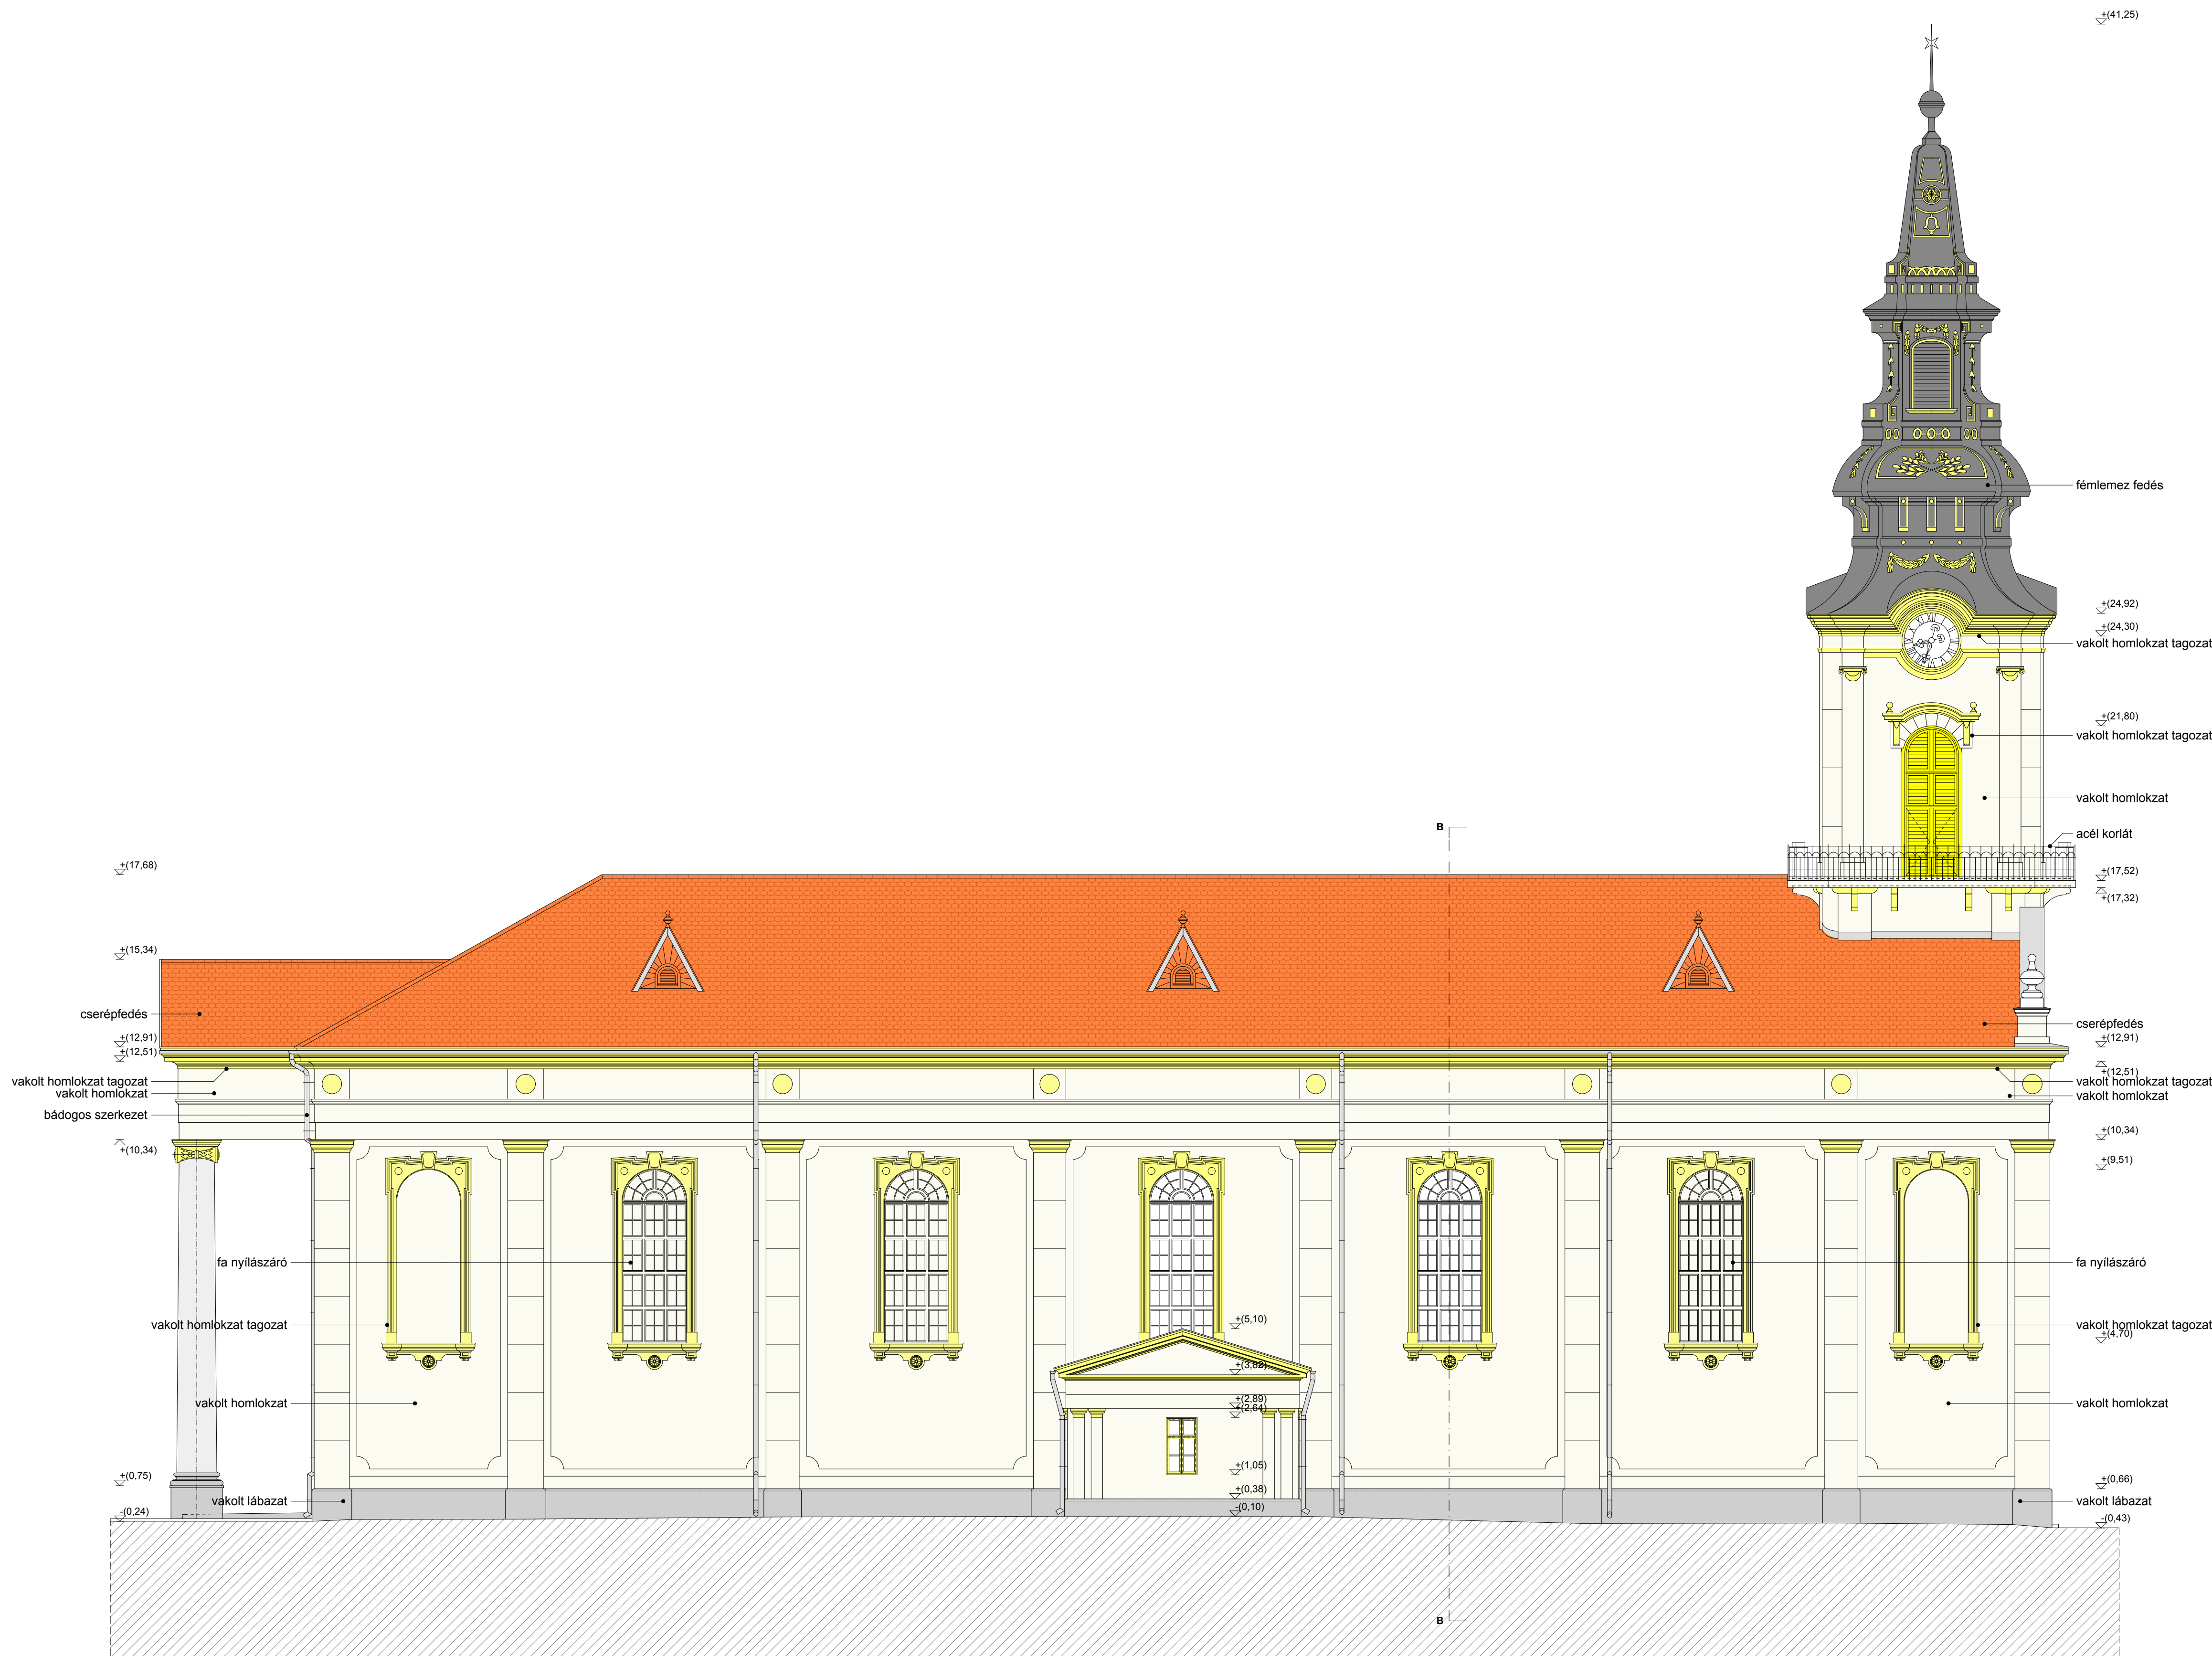 +(41,25)
fémlemez fedés
+(24,92)
+(24,30)
vakolt homlokzat tagozat
+(21,80)
vakolt homlokzat tagozat
vakolt homlokzat
B
acél korlát
+(17,68)
+(17,52)
+(17,32)
+(15,34)
cserépfedés
cserépfedés
+(12,91)
+(12,91)
+(12,51)
+(12,51)
vakolt homlokzat tagozat
vakolt homlokzat tagozat
vakolt homlokzat
vakolt homlokzat
bádogos szerkezet
+(10,34)
+(10,34)
+(9,51)
fa nyílászáró
fa nyílászáró
+(5,10)
vakolt homlokzat tagozat
vakolt homlokzat tagozat
+(4,70)
+(3,82)
+(2,89)
+(2,64)
vakolt homlokzat
vakolt homlokzat
+(1,05)
+(0,75)
+(0,66)
+(0,38)
vakolt lábazat
vakolt lábazat
-(0,10)
-(0,24)
-(0,43)
B